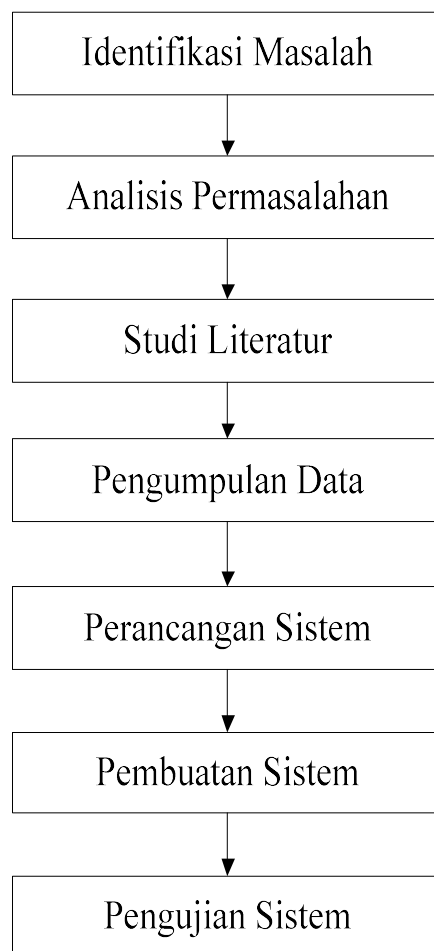 Identifikasi Masalah
Analisis Permasalahan
Studi Literatur
Pengumpulan Data
Perancangan Sistem
Pembuatan Sistem
Pengujian Sistem